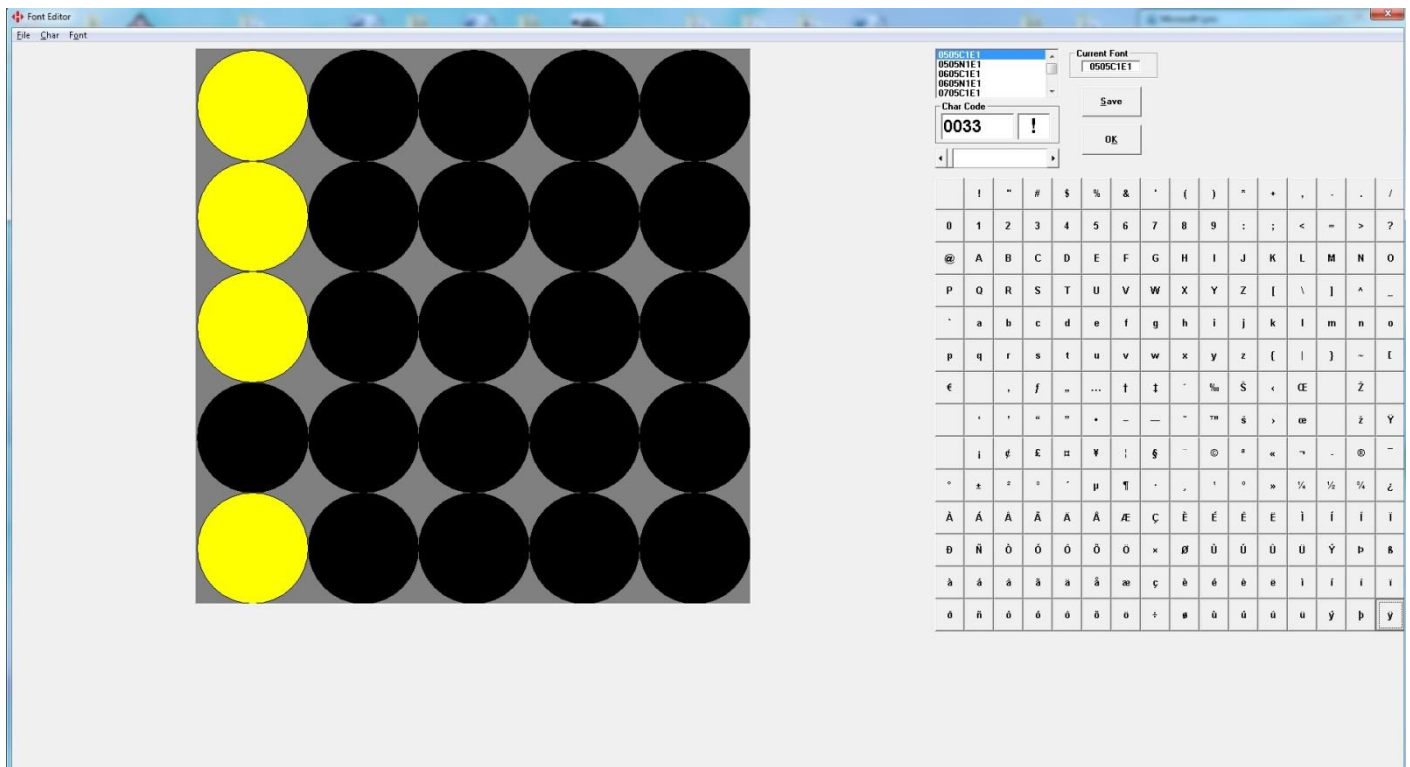 Font Editor
File Char Font
0505C1E1
0505N1E1
0605C1E1
0605N1E1
0705C1E1
Current Font
0505C1E1
Save
Char Code
0033 !
OK
! " # $ % & ' ( ) * + , - . /
0 1 2 3 4 5 6 7 8 9 : ; < = > ?
@ A B C D E F G H I J K L M N O
P Q R S T U V W X Y Z [ \ ] ^ _
` a b c d e f g h i j k l m n o
p q r s t u v w x y z { | } ~
€ ‚ ƒ „ … † ‡ ˆ ‰ Š ‹ Œ Ž
‘ ’ “ ” • – — ˜ ™ š › œ ž Ÿ
¡ ¢ £ ¤ ¥ ¦ § ¨ © ª « ¬ - ® ¯
° ± ² ³ ´ µ ¶ · ¸ ¹ º » ¼ ½ ¾ ¿
À Á Â Ã Ä Å Æ Ç È É Ê Ë Ì Í Î Ï
Ð Ñ Ò Ó Ô Õ Ö × Ø Ù Ú Û Ü Ý Þ ß
à á â ã ä å æ ç è é ê ë ì í î ï
ð ñ ò ó ô õ ö ÷ ø ù ú û ü ý þ ÿ